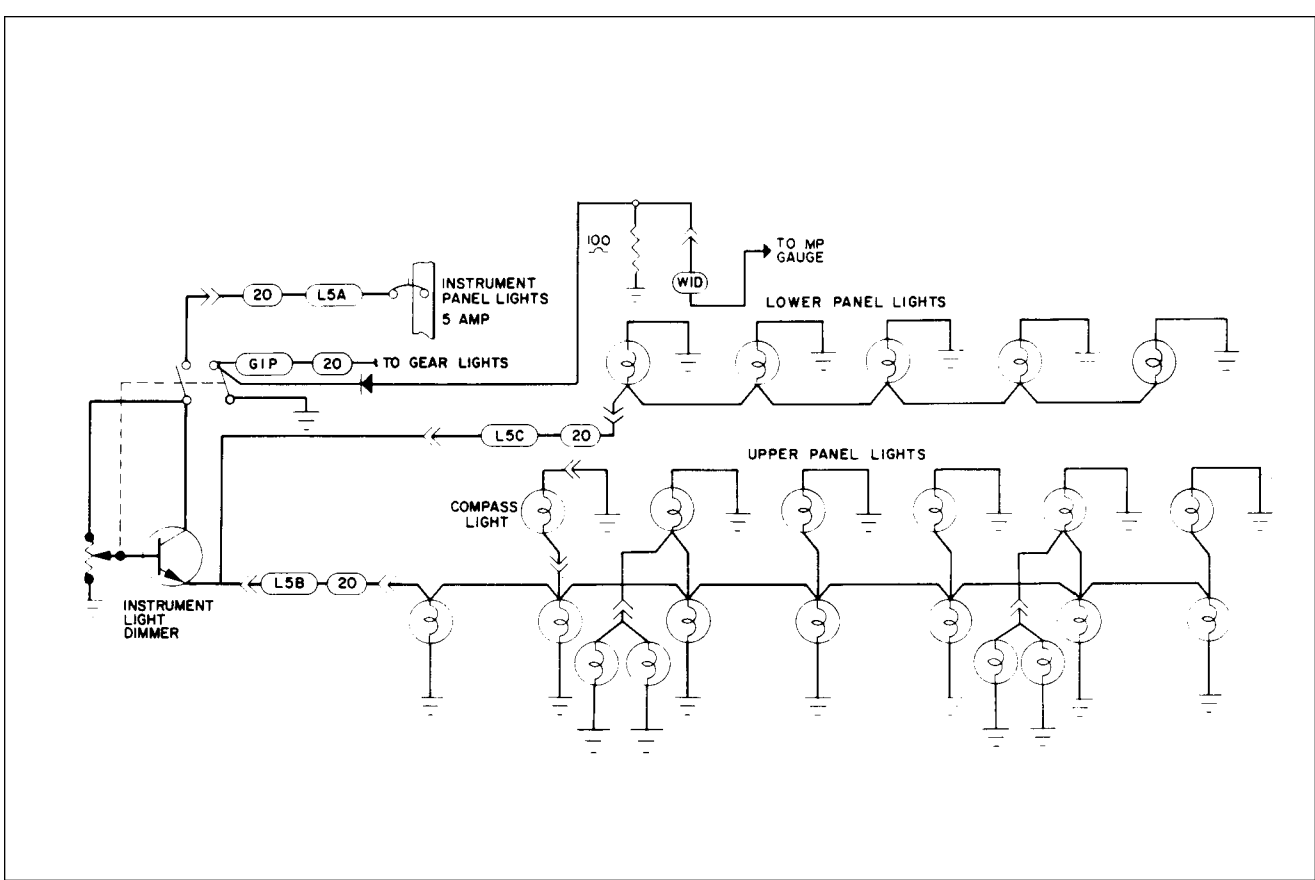 100
TO MP
GAUGE
WID
20
L5A
INSTRUMENT
PANEL LIGHTS
5 AMP
LOWER PANEL LIGHTS
GIP
20
TO GEAR LIGHTS
L5C
20
UPPER PANEL LIGHTS
COMPASS
LIGHT
L5B
20
INSTRUMENT
LIGHT
DIMMER